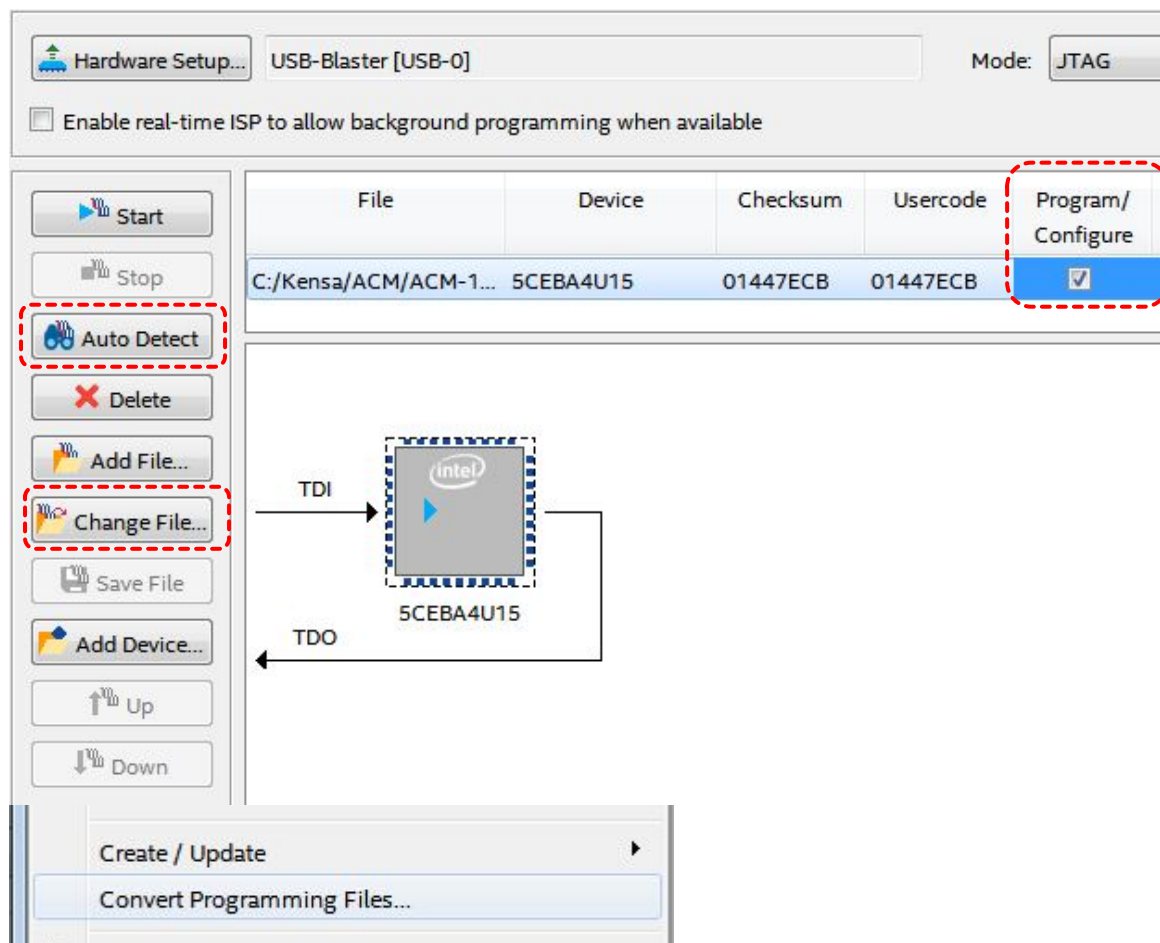 Hardware Setup... USB-Blaster [USB-0] Mode: JTAG
Enable real-time ISP to allow background programming when available
Start
Stop
Auto Detect
Delete
Add File...
Change File...
Save File
Add Device...
Up
Down
File Device Checksum Usercode Program/
Configure
C:/Kensa/ACM/ACM-1... 5CEBA4U15 01447ECB 01447ECB
TDI
intel
5CEBA4U15
TDO
Create / Update
Convert Programming Files...